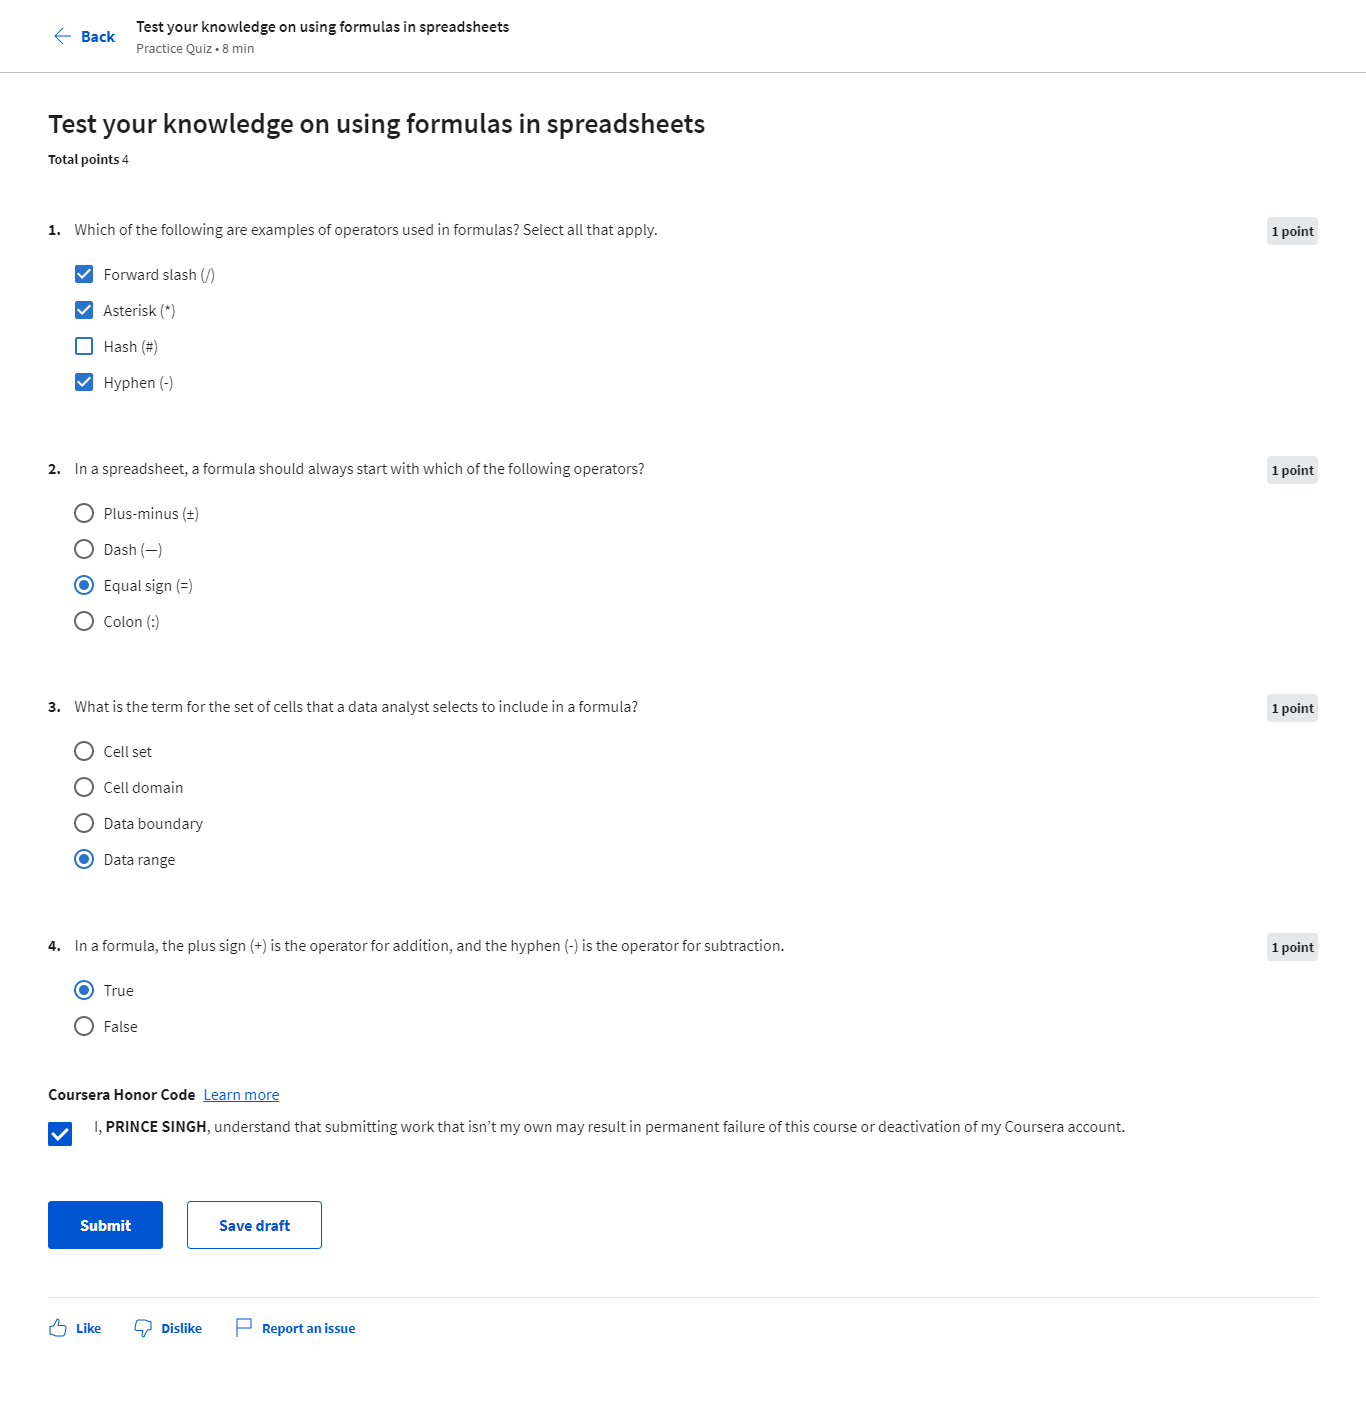 Back
Test your knowledge on using formulas in spreadsheets
Practice Quiz • 8 min
Test your knowledge on using formulas in spreadsheets
Total points 4
1. Which of the following are examples of operators used in formulas? Select all that apply.
1 point
Forward slash (/)
Asterisk (*)
Hash (#)
Hyphen (-)
2. In a spreadsheet, a formula should always start with which of the following operators?
1 point
Plus-minus (±)
Dash (—)
Equal sign (=)
Colon (:)
3. What is the term for the set of cells that a data analyst selects to include in a formula?
1 point
Cell set
Cell domain
Data boundary
Data range
4. In a formula, the plus sign (+) is the operator for addition, and the hyphen (-) is the operator for subtraction.
1 point
True
False
Coursera Honor Code Learn more
I, PRINCE SINGH, understand that submitting work that isn’t my own may result in permanent failure of this course or deactivation of my Coursera account.
Submit
Save draft
Like
Dislike
Report an issue